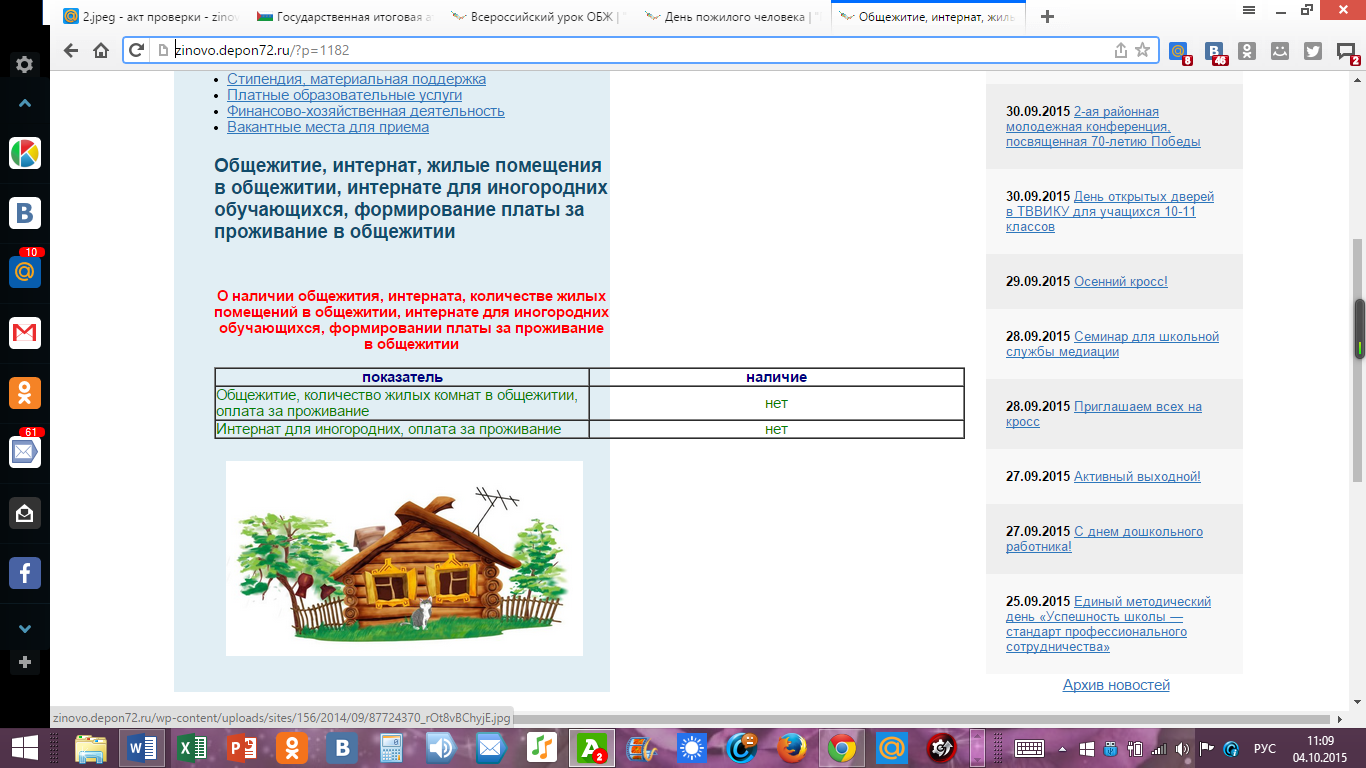 2.jpeg - акт проверки - zinov
Государственная итоговая а
Всероссийский урок ОБЖ | "
День пожилого человека | "
Общежитие, интернат, жиль
zinovo.depon72.ru/?p=1182
8
46
2
Стипендия, материальная поддержка
Платные образовательные услуги
Финансово-хозяйственная деятельность
Вакантные места для приема
Общежитие, интернат, жилые помещения
в общежитии, интернате для иногородних
обучающихся, формирование платы за
проживание в общежитии
О наличии общежития, интерната, количестве жилых
помещений в общежитии, интернате для иногородних
обучающихся, формировании платы за проживание
в общежитии
показатель
наличие
Общежитие, количество жилых комнат в общежитии,
оплата за проживание
нет
Интернат для иногородних, оплата за проживание
нет
30.09.2015 2-ая районная
молодежная конференция,
посвященная 70-летию Победы
30.09.2015 День открытых дверей
в ТВВИКУ для учащихся 10-11
классов
29.09.2015 Осенний кросс!
28.09.2015 Семинар для школьной
службы медиации
28.09.2015 Приглашаем всех на
кросс
27.09.2015 Активный выходной!
27.09.2015 С днем дошкольного
работника!
25.09.2015 Единый методический
день «Успешность школы —
стандарт профессионального
сотрудничества»
Архив новостей
10
61
zinovo.depon72.ru/wp-content/uploads/sites/156/2014/09/87724370_rOt8vBChyjE.jpg
2
РУС
11:09
04.10.2015